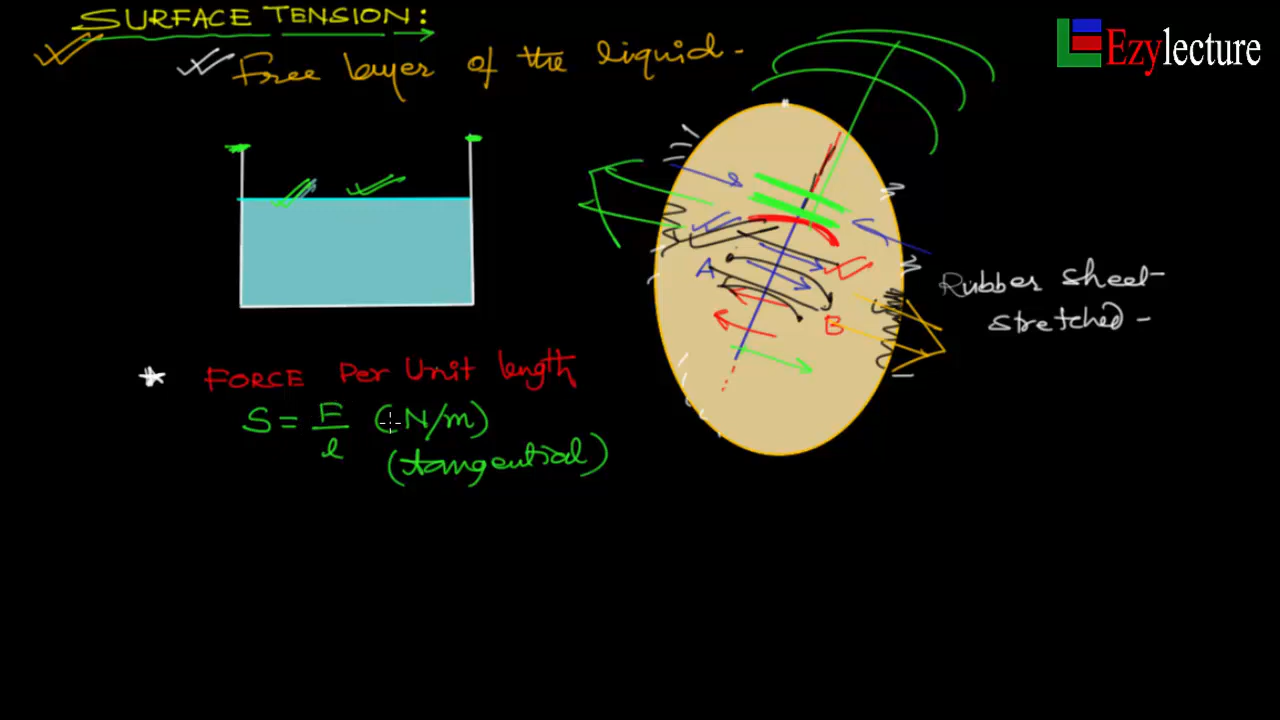 SURFACE TENSION:
Free layer of the liquid-
Ezylecture
A
B
Rubber sheet-
stretched-
* FORCE Per Unit length
S = F/l (N/m)
(tangential)